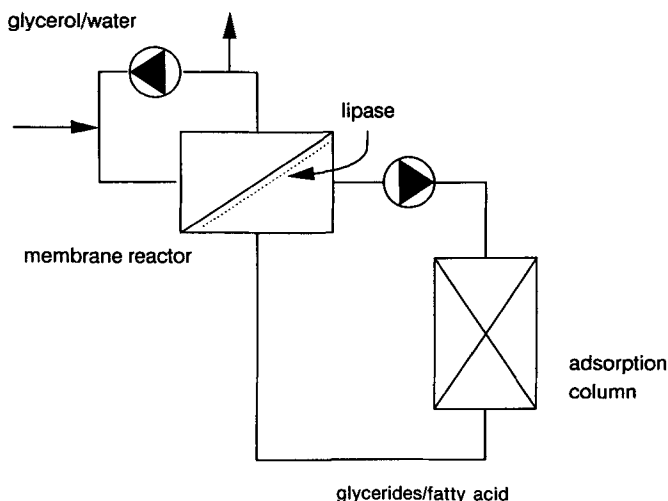 glycerol/water
lipase
membrane reactor
adsorption
column
glycerides/fatty acid